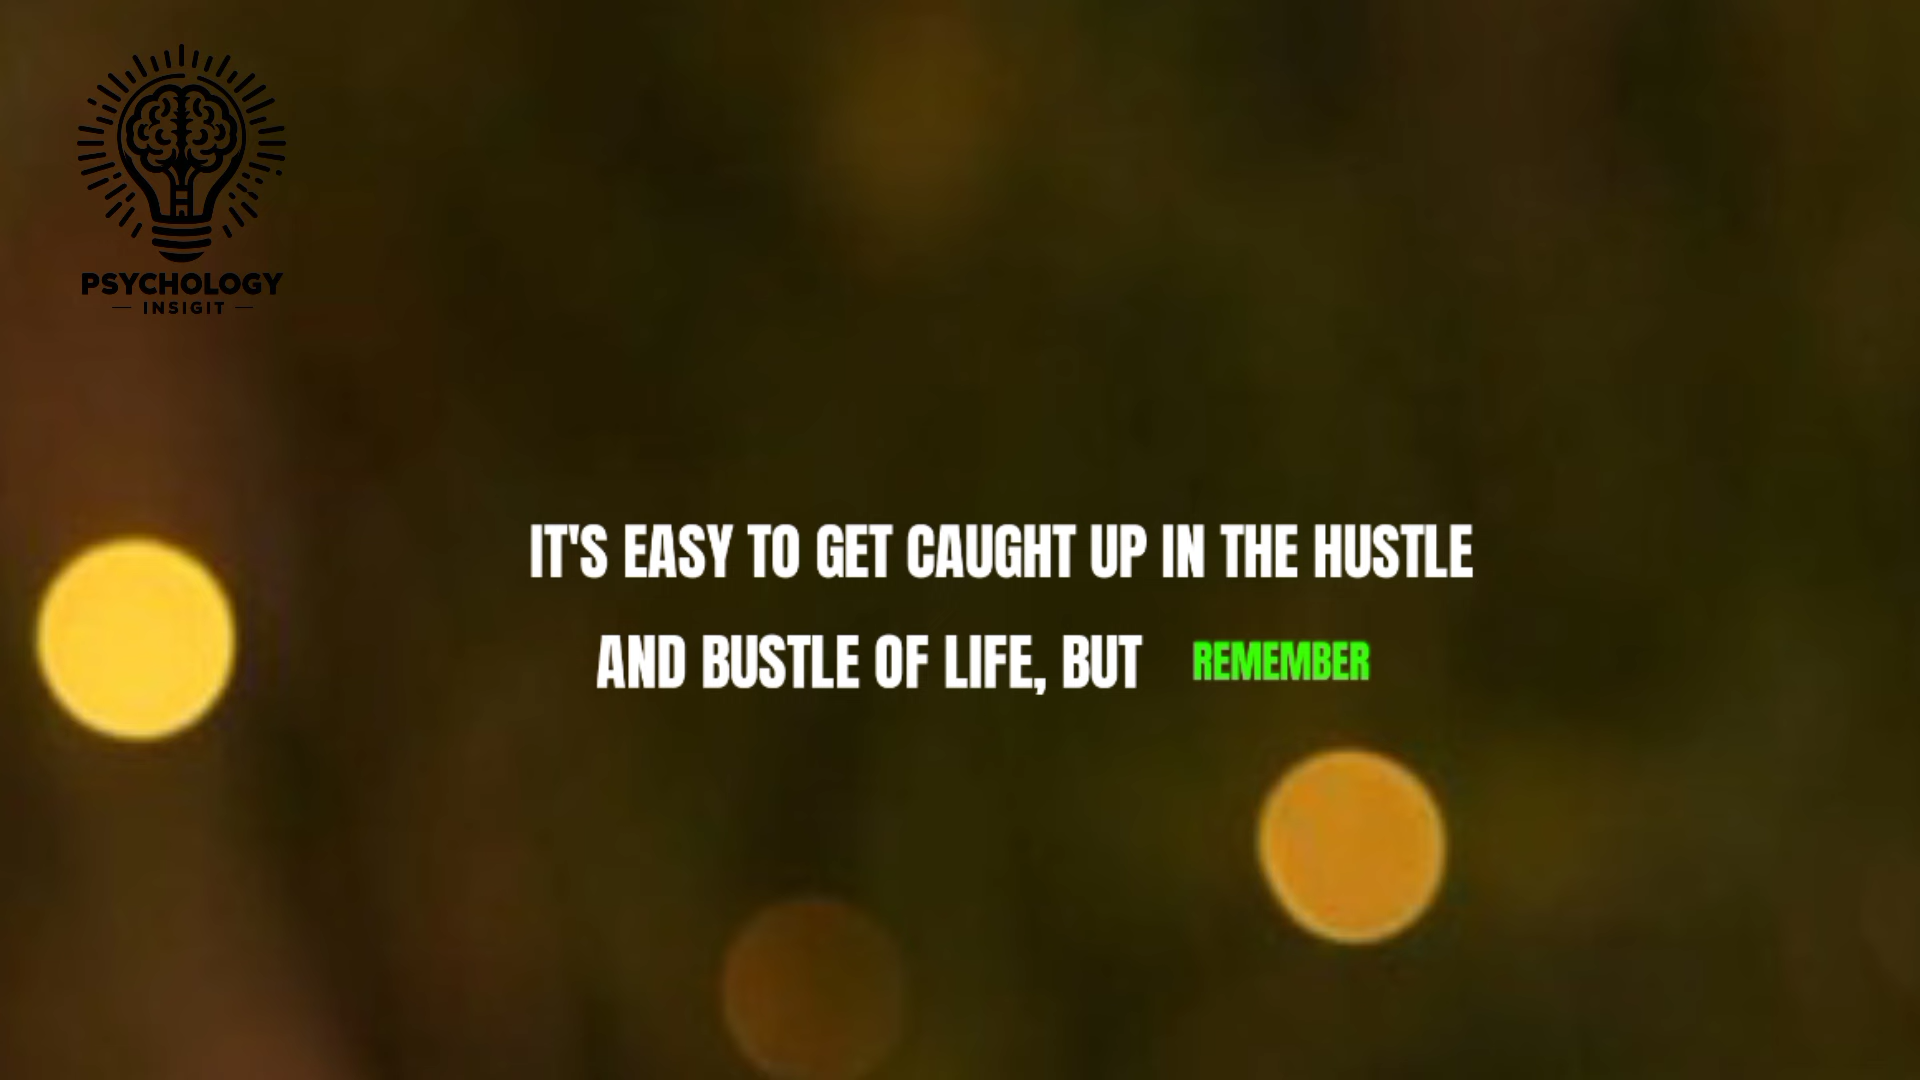 PSYCHOLOGY
INSIGIT
IT'S EASY TO GET CAUGHT UP IN THE HUSTLE
AND BUSTLE OF LIFE, BUT REMEMBER